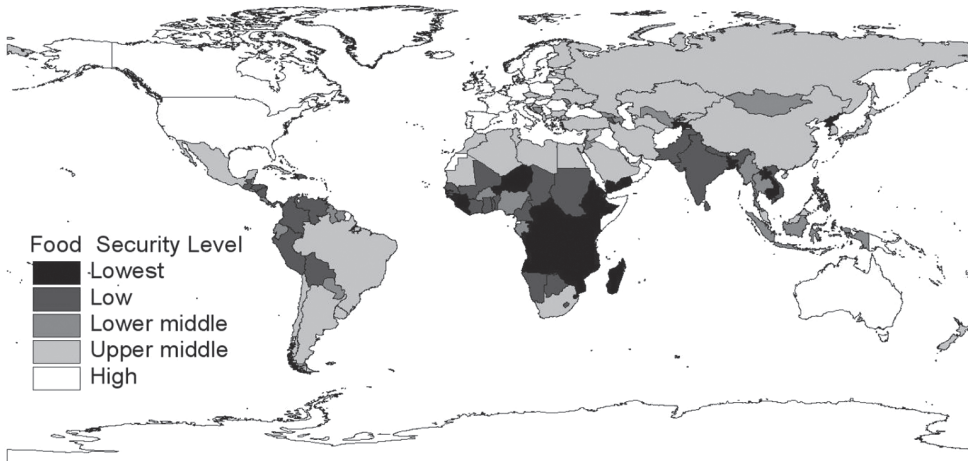 Food Security Level
Lowest
Low
Lower middle
Upper middle
High